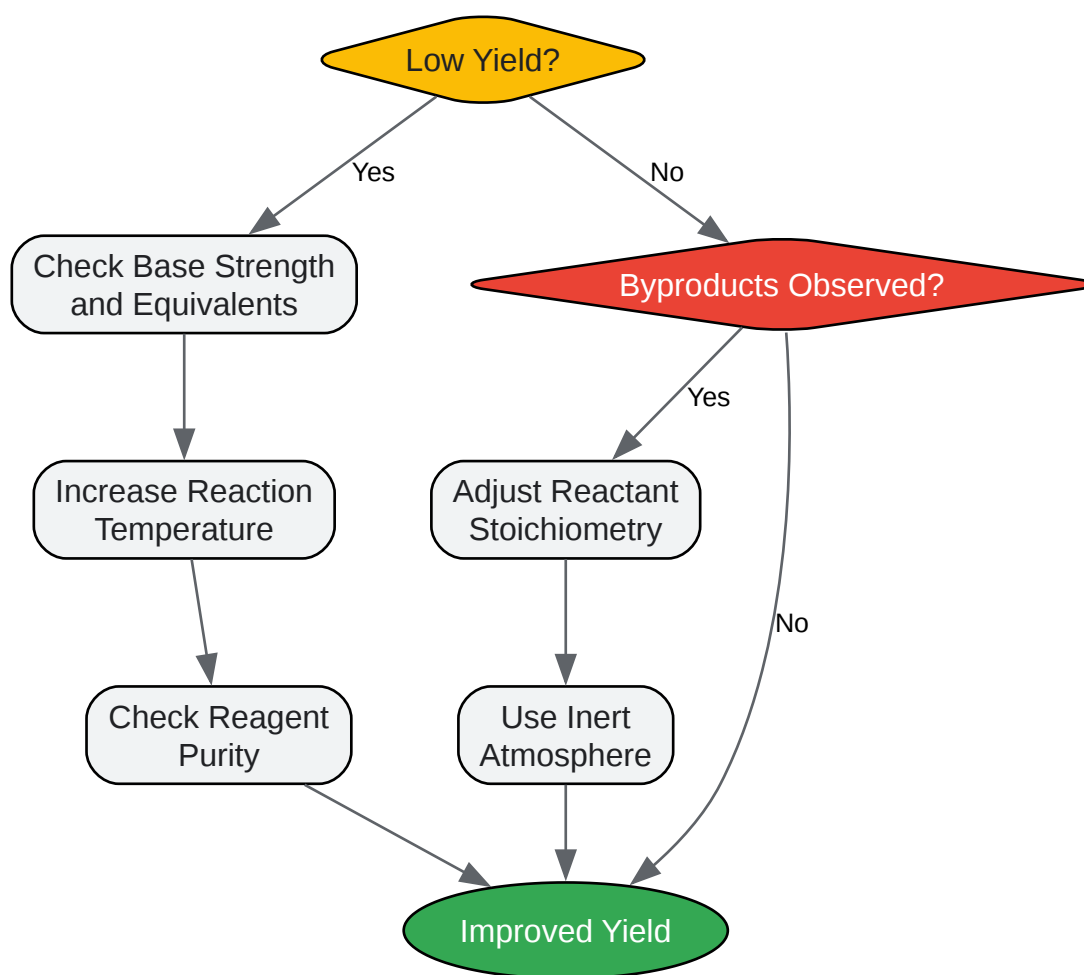 Low Yield?
Yes
No
Check Base Strength
and Equivalents
Byproducts Observed?
Yes
Increase Reaction
Temperature
Adjust Reactant
Stoichiometry
No
Check Reagent
Purity
Use Inert
Atmosphere
Improved Yield